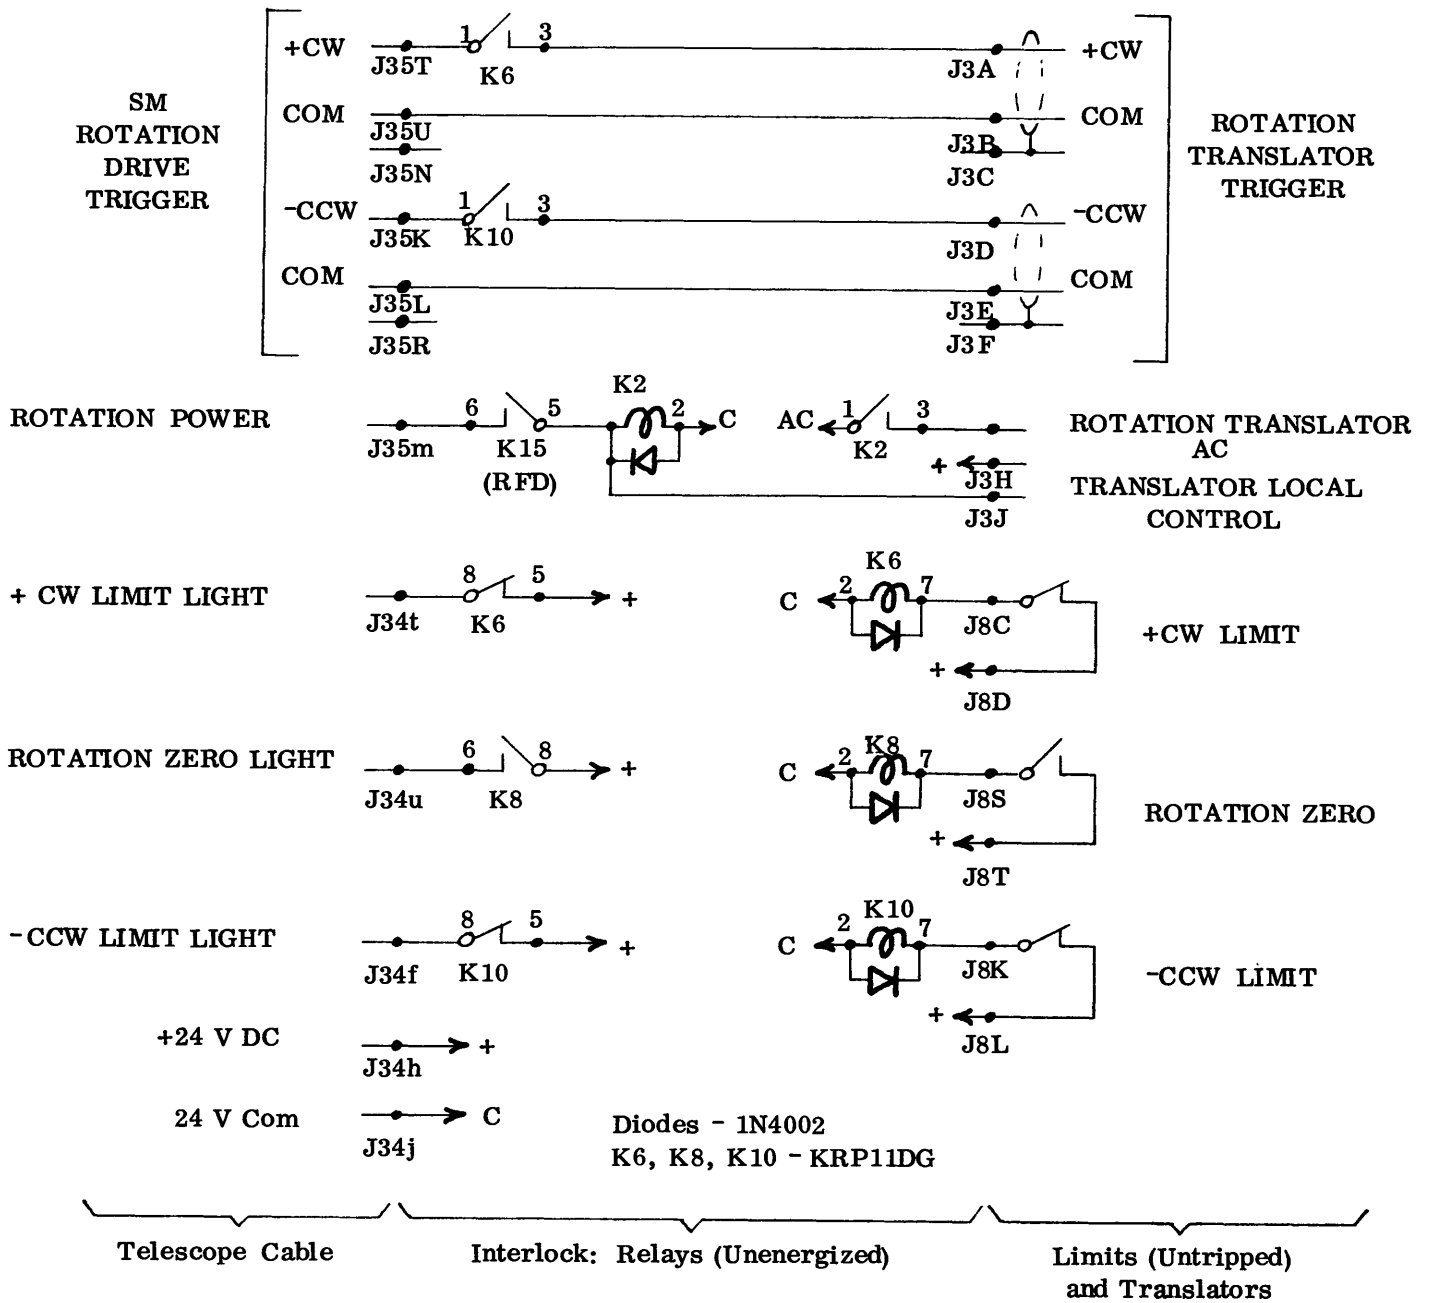 +CW
1
3
J35T
K6
J3A
+CW
SM
ROTATION
DRIVE
TRIGGER
COM
J35U
J35N
J3B
J3C
COM
ROTATION
TRANSLATOR
TRIGGER
-CCW
1
3
J35K
K10
J3D
-CCW
COM
J35L
J35R
J3E
J3F
COM
ROTATION POWER
J35m
6
5
K15
(RFD)
K2
2
C
AC
1
3
K2
ROTATION TRANSLATOR
AC
+
J3H
TRANSLATOR LOCAL
CONTROL
J3J
+ CW LIMIT LIGHT
J34t
8
5
K6
+
C
K6
2
7
J8C
+
J8D
+CW LIMIT
ROTATION ZERO LIGHT
J34u
6
8
K8
+
C
K8
2
7
J8S
+
J8T
ROTATION ZERO
-CCW LIMIT LIGHT
J34f
8
5
K10
+
C
K10
2
7
J8K
+
J8L
-CCW LIMIT
+24 V DC
J34h
+
24 V Com
J34j
C
Diodes - 1N4002
K6, K8, K10 - KRP11DG
Telescope Cable
Interlock: Relays (Unenergized)
Limits (Untripped)
and Translators